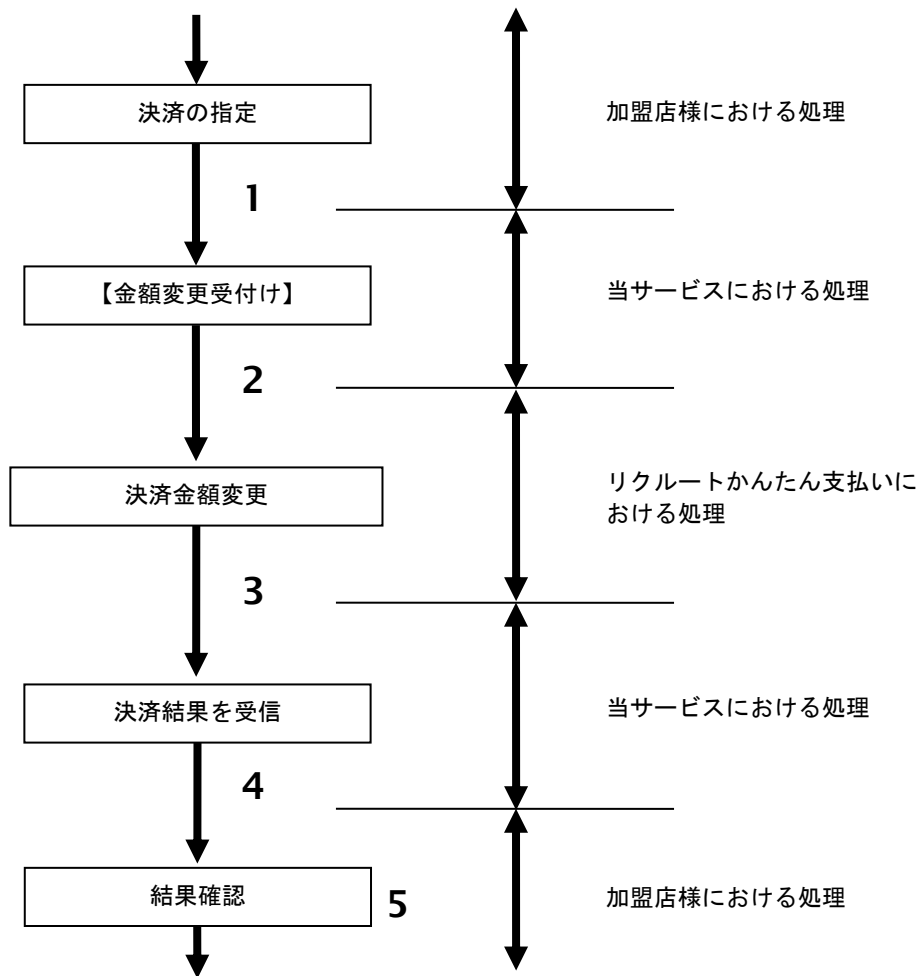 決済の指定
加盟店様における処理
1
【金額変更受付け】
当サービスにおける処理
2
決済金額変更
リクルートかんたん支払いに
おける処理
3
決済結果を受信
当サービスにおける処理
4
結果確認
5
加盟店様における処理